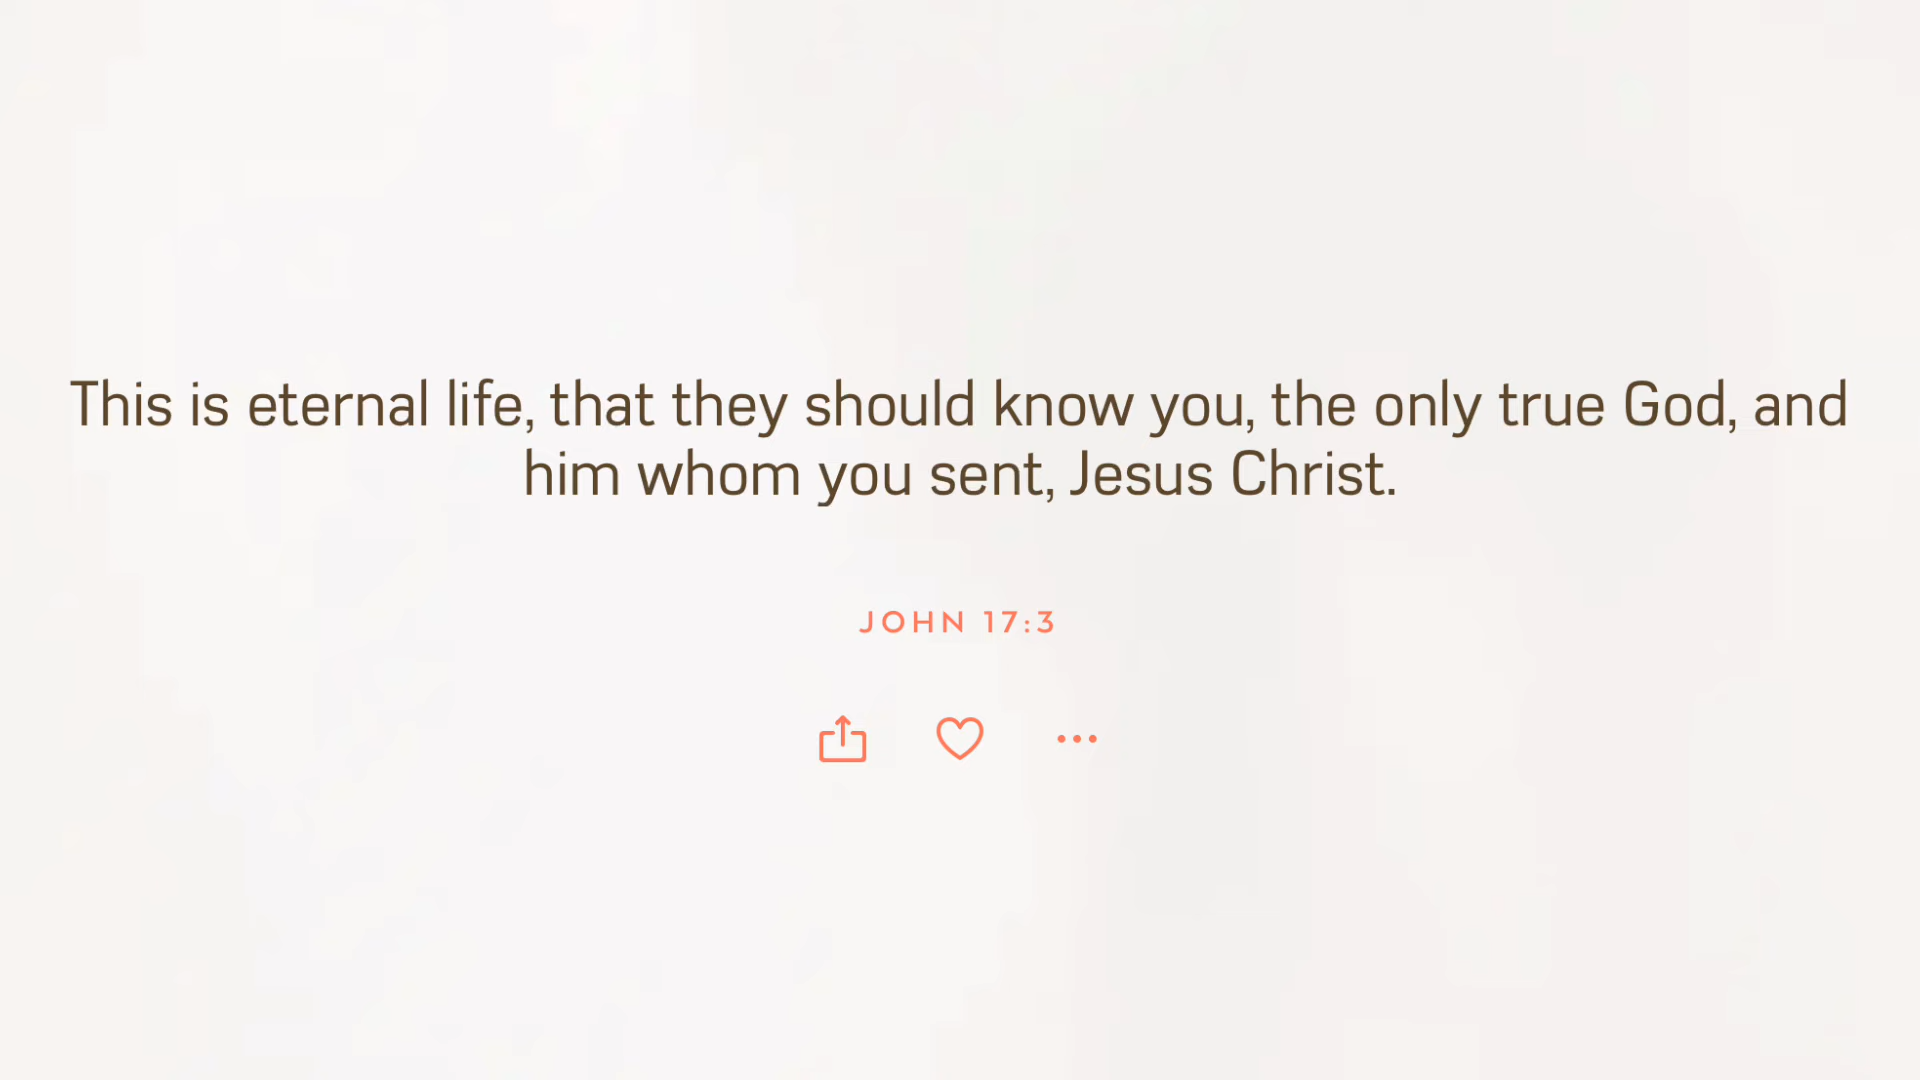 This is eternal life, that they should know you, the only true God, and
him whom you sent, Jesus Christ.
JOHN 17:3